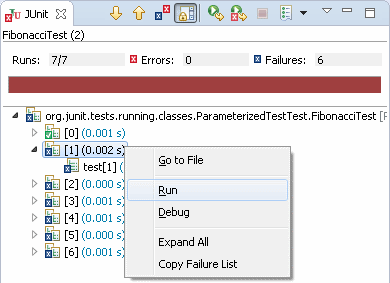 JUnit
FibonacciTest (2)
Runs: 7/7 Errors: 0 Failures: 6
org.junit.tests.running.classes.ParameterizedTestTest.FibonacciTest [
[0] (0.001 s)
[1] (0.002 s)
test[1] (
[2] (0.000 s)
[3] (0.001 s)
[4] (0.001 s)
[5] (0.000 s)
[6] (0.001 s)
Go to File
Run
Debug
Expand All
Copy Failure List